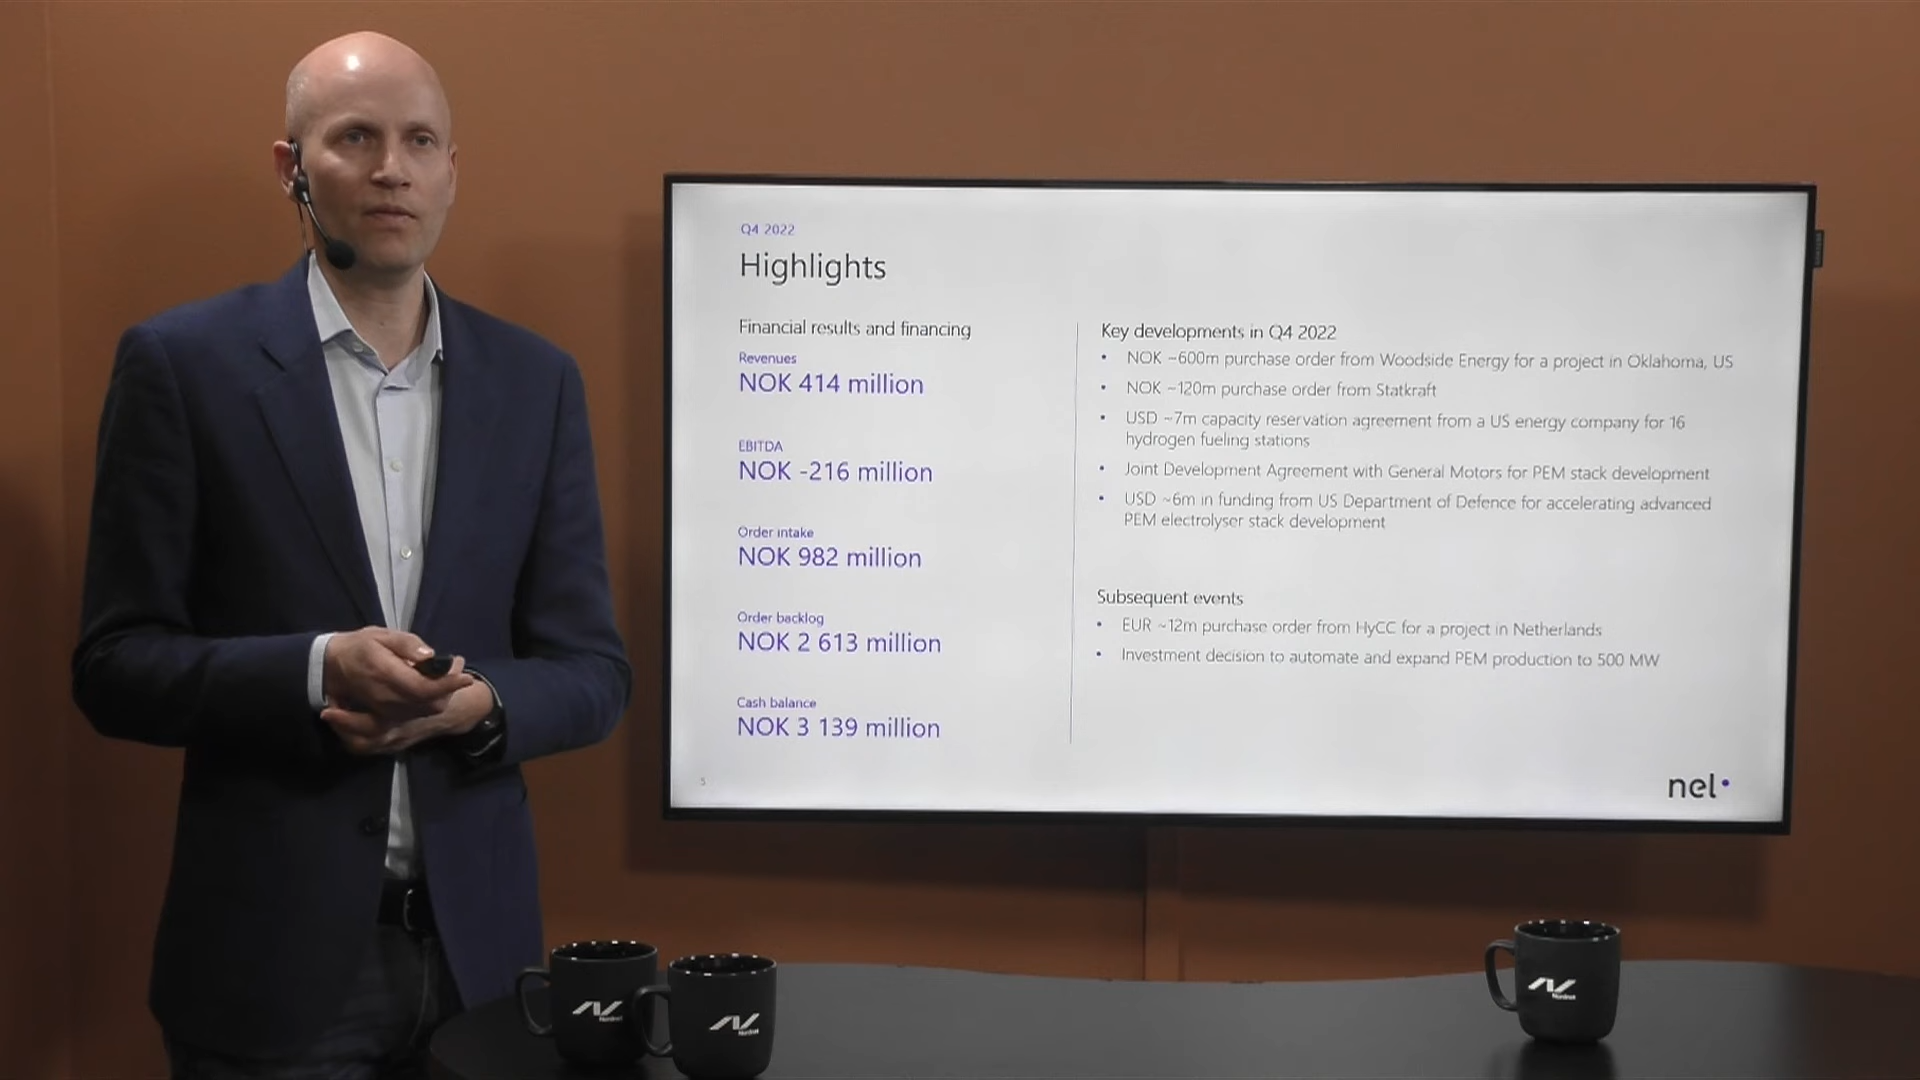 Q4 2022
Highlights
Financial results and financing
Revenues
NOK 414 million
EBITDA
NOK -216 million
Order intake
NOK 982 million
Order backlog
NOK 2 613 million
Cash balance
NOK 3 139 million
Key developments in Q4 2022
• NOK ~600m purchase order from Woodside Energy for a project in Oklahoma, US
• NOK ~120m purchase order from Statkraft
• USD ~7m capacity reservation agreement from a US energy company for 16
hydrogen fueling stations
• Joint Development Agreement with General Motors for PEM stack development
• USD ~6m in funding from US Department of Defence for accelerating advanced
PEM electrolyser stack development
Subsequent events
• EUR ~12m purchase order from HyCC for a project in Netherlands
• Investment decision to automate and expand PEM production to 500 MW
5
nel
Nordnet
Nordnet
Nordnet